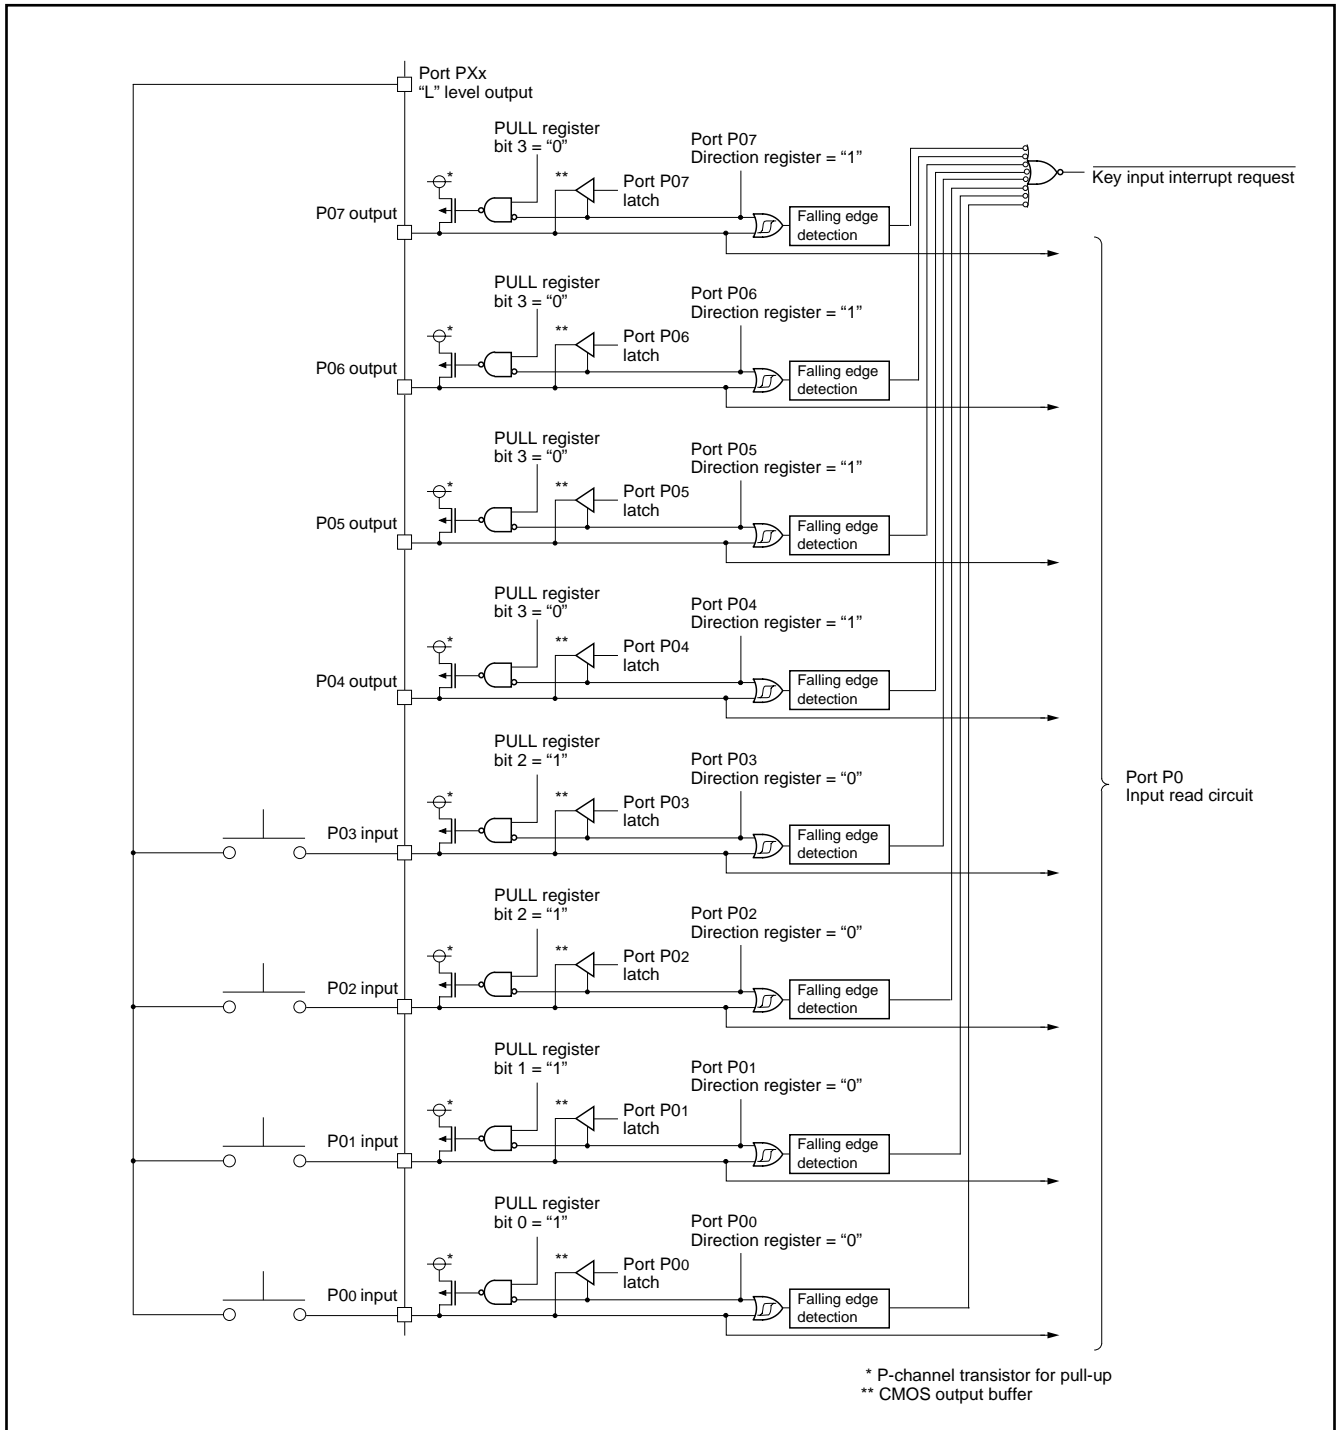 Port PXx
“L” level output
PULL register
bit 3 = “0”
Port P07
Direction register = “1”
*
**
Port P07
latch
P07 output
Falling edge
detection
Key input interrupt request
PULL register
bit 3 = “0”
Port P06
Direction register = “1”
*
**
Port P06
latch
P06 output
Falling edge
detection
PULL register
bit 3 = “0”
Port P05
Direction register = “1”
*
**
Port P05
latch
P05 output
Falling edge
detection
PULL register
bit 3 = “0”
Port P04
Direction register = “1”
*
**
Port P04
latch
P04 output
Falling edge
detection
PULL register
bit 2 = “1”
Port P03
Direction register = “0”
*
**
Port P03
latch
P03 input
Falling edge
detection
Port P0
Input read circuit
PULL register
bit 2 = “1”
Port P02
Direction register = “0”
*
**
Port P02
latch
P02 input
Falling edge
detection
PULL register
bit 1 = “1”
Port P01
Direction register = “0”
*
**
Port P01
latch
P01 input
Falling edge
detection
PULL register
bit 0 = “1”
Port P00
Direction register = “0”
*
**
Port P00
latch
P00 input
Falling edge
detection
* P-channel transistor for pull-up
** CMOS output buffer